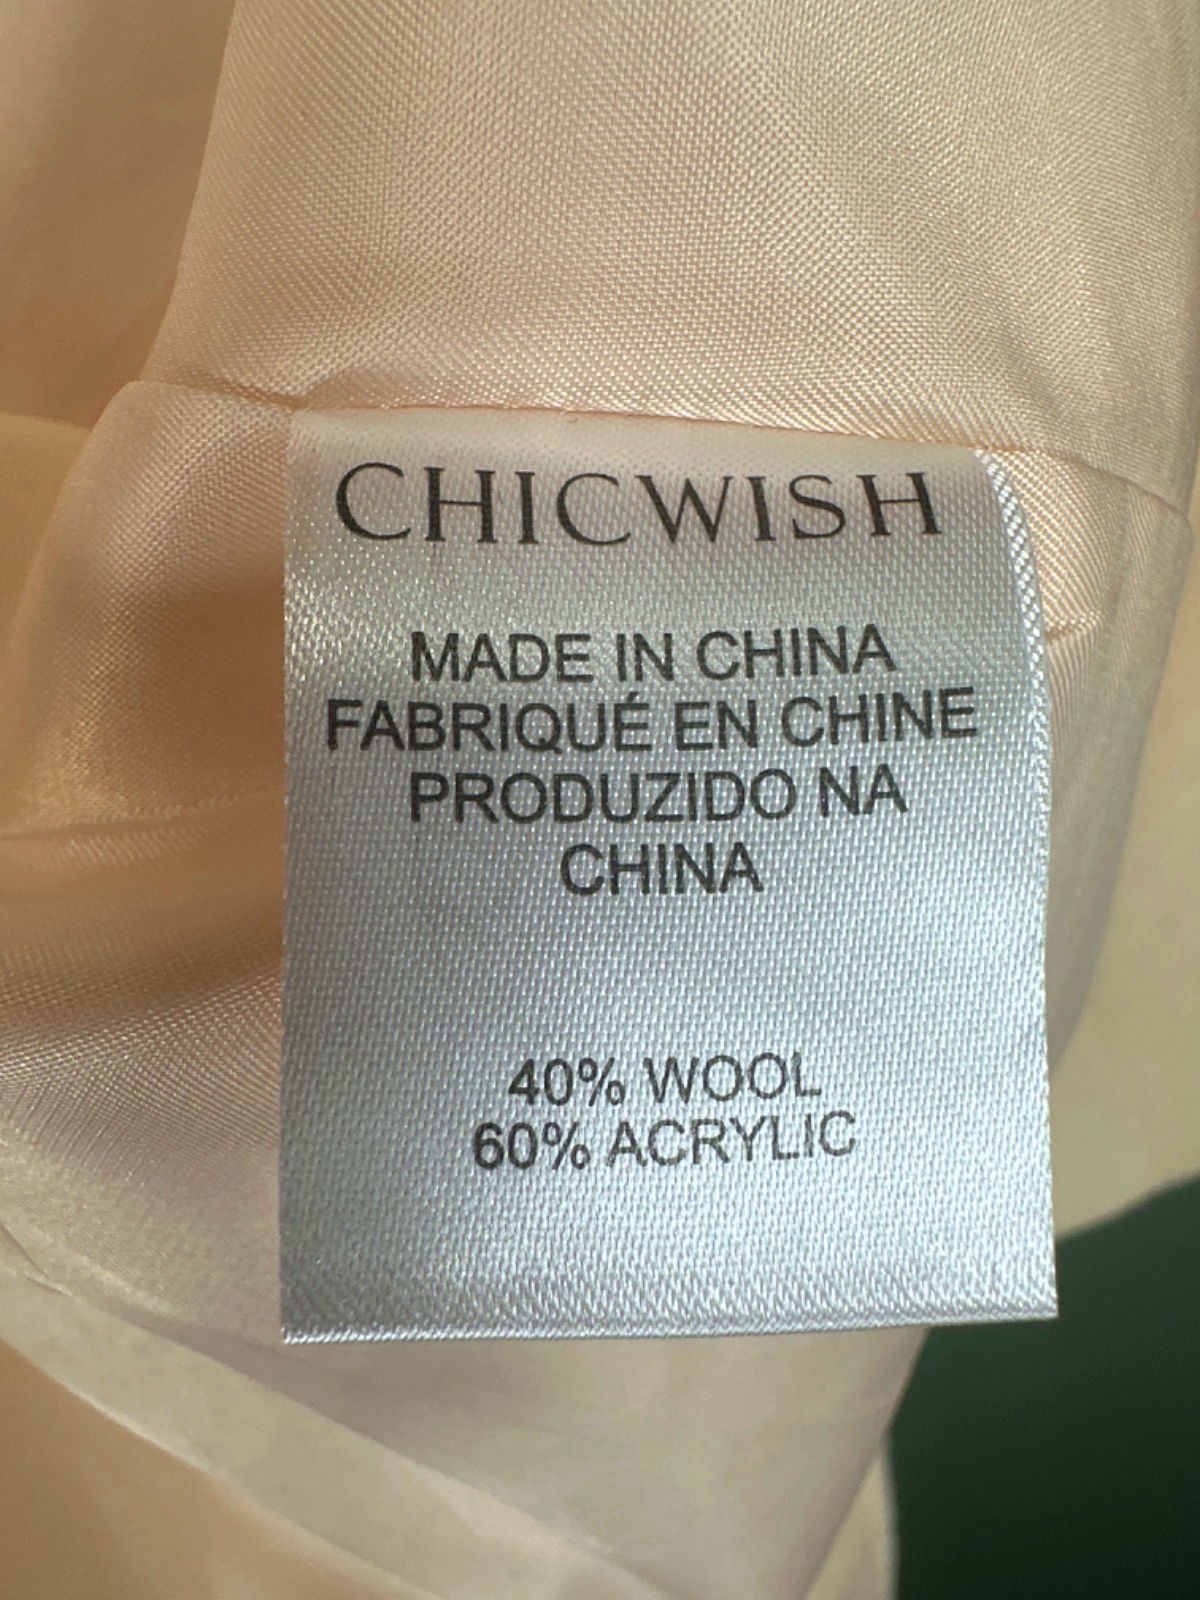 CHICWISH
MADE IN CHINA
FABRIQUÉ EN CHINE
PRODUZIDO NA
CHINA
40% WOOL
60% ACRYLIC